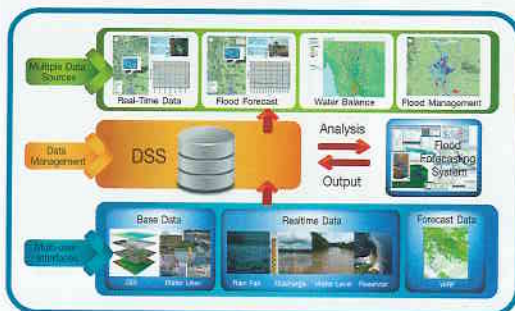 Multiple Data
Sources
Real-Time Data
Flood Forecast
Water Balance
Flood Management
Data
Management
DSS
Analysis
Output
Flood
Forecasting
System
Multi-user
Interfaces
Base Data
Realtime Data
Forecast Data
GIS
Water User
Rain Fall
Discharge
Water Level
Reservoir
WRF